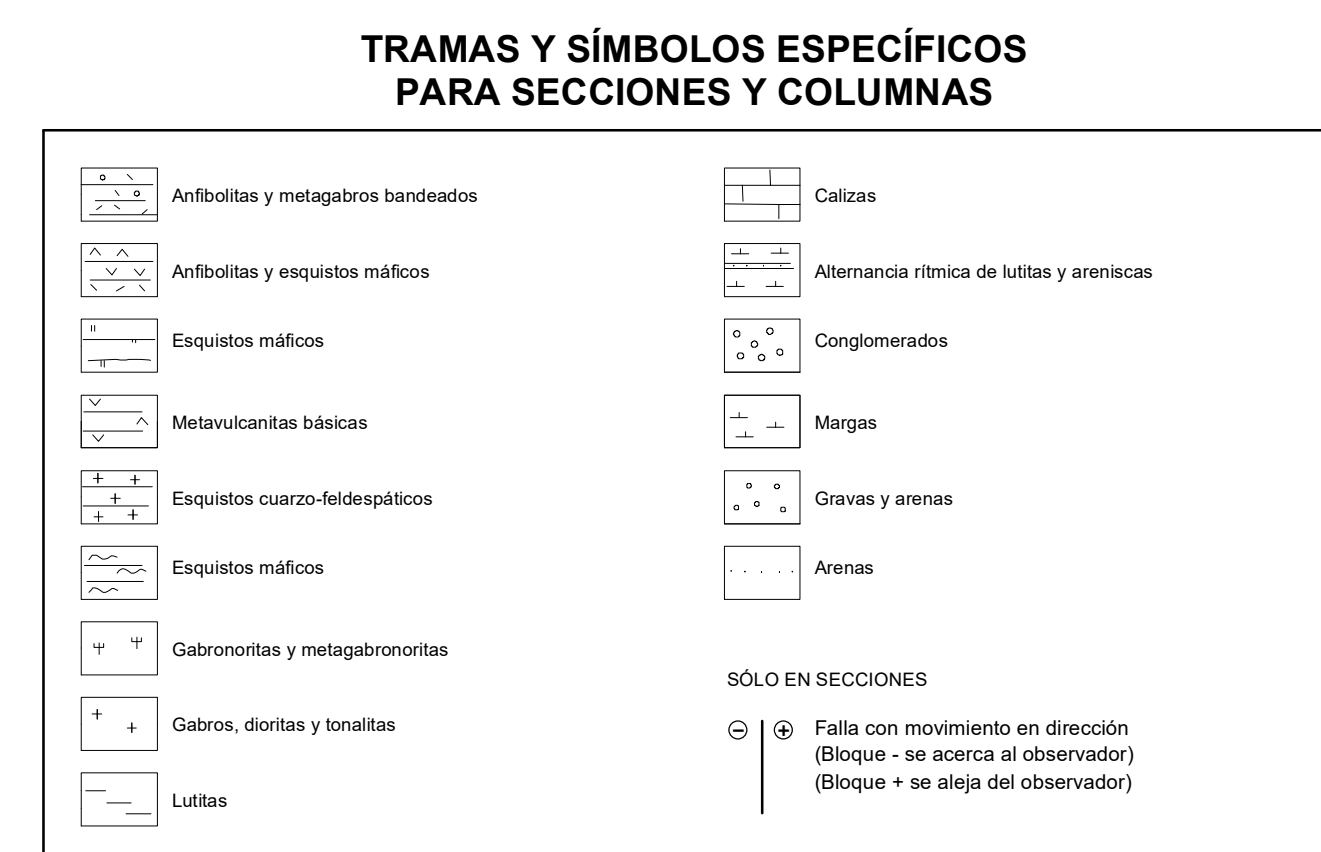 TRAMAS Y SÍMBOLOS ESPECÍFICOS
PARA SECCIONES Y COLUMNAS
Anfibolitas y metagabros bandeados
Anfibolitas y esquistos máficos
Esquistos máficos
Metavulcanitas básicas
Esquistos cuarzo-feldespáticos
Esquistos máficos
Gabronoritas y metagabronoritas
Gabros, dioritas y tonalitas
Lutitas
Calizas
Alternancia rítmica de lutitas y areniscas
Conglomerados
Margas
Gravas y arenas
Arenas
SÓLO EN SECCIONES
Falla con movimiento en dirección
(Bloque - se acerca al observador)
(Bloque + se aleja del observador)